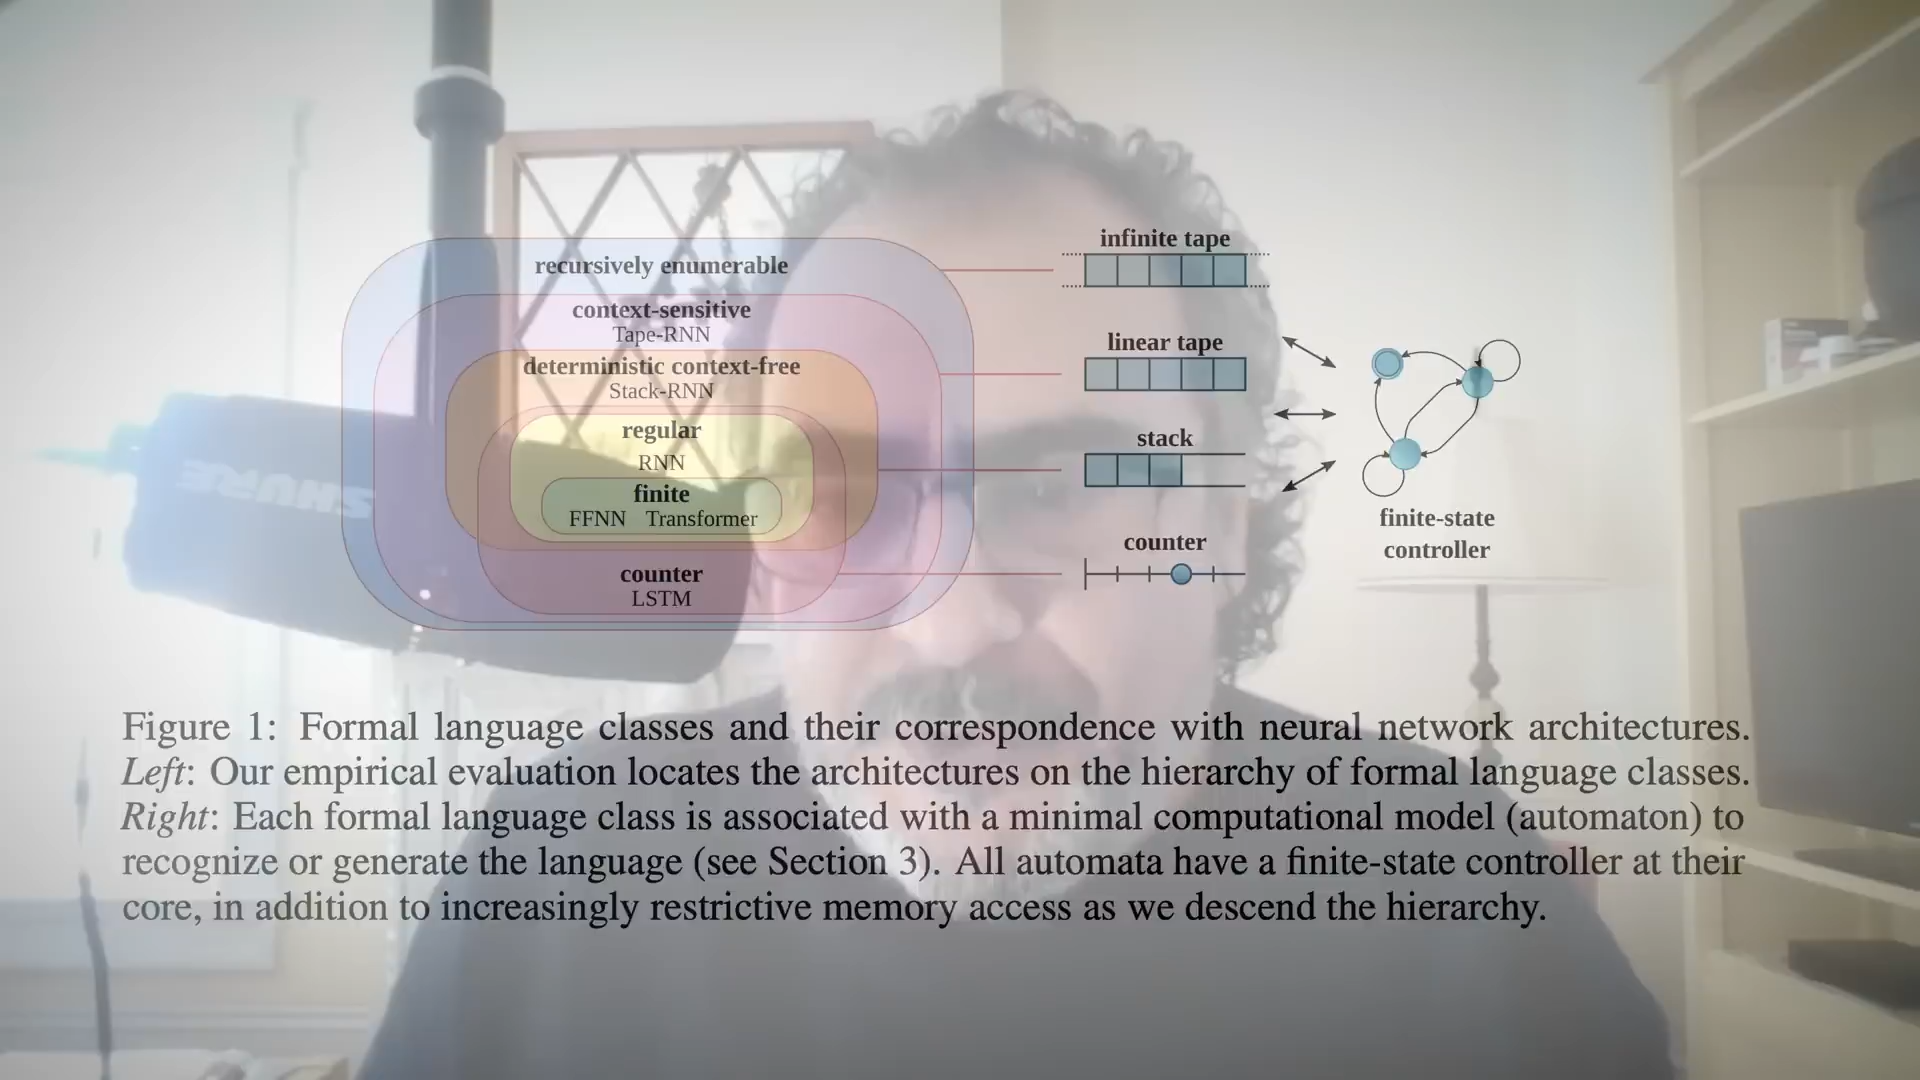 recursively enumerable
context-sensitive
Tape-RNN
deterministic context-free
Stack-RNN
regular
RNN
finite
FFNN Transformer
counter
LSTM
infinite tape
linear tape
stack
counter
finite-state
controller
SHURE
Figure 1: Formal language classes and their correspondence with neural network architectures.
Left: Our empirical evaluation locates the architectures on the hierarchy of formal language classes.
Right: Each formal language class is associated with a minimal computational model (automaton) to
recognize or generate the language (see Section 3). All automata have a finite-state controller at their
core, in addition to increasingly restrictive memory access as we descend the hierarchy.